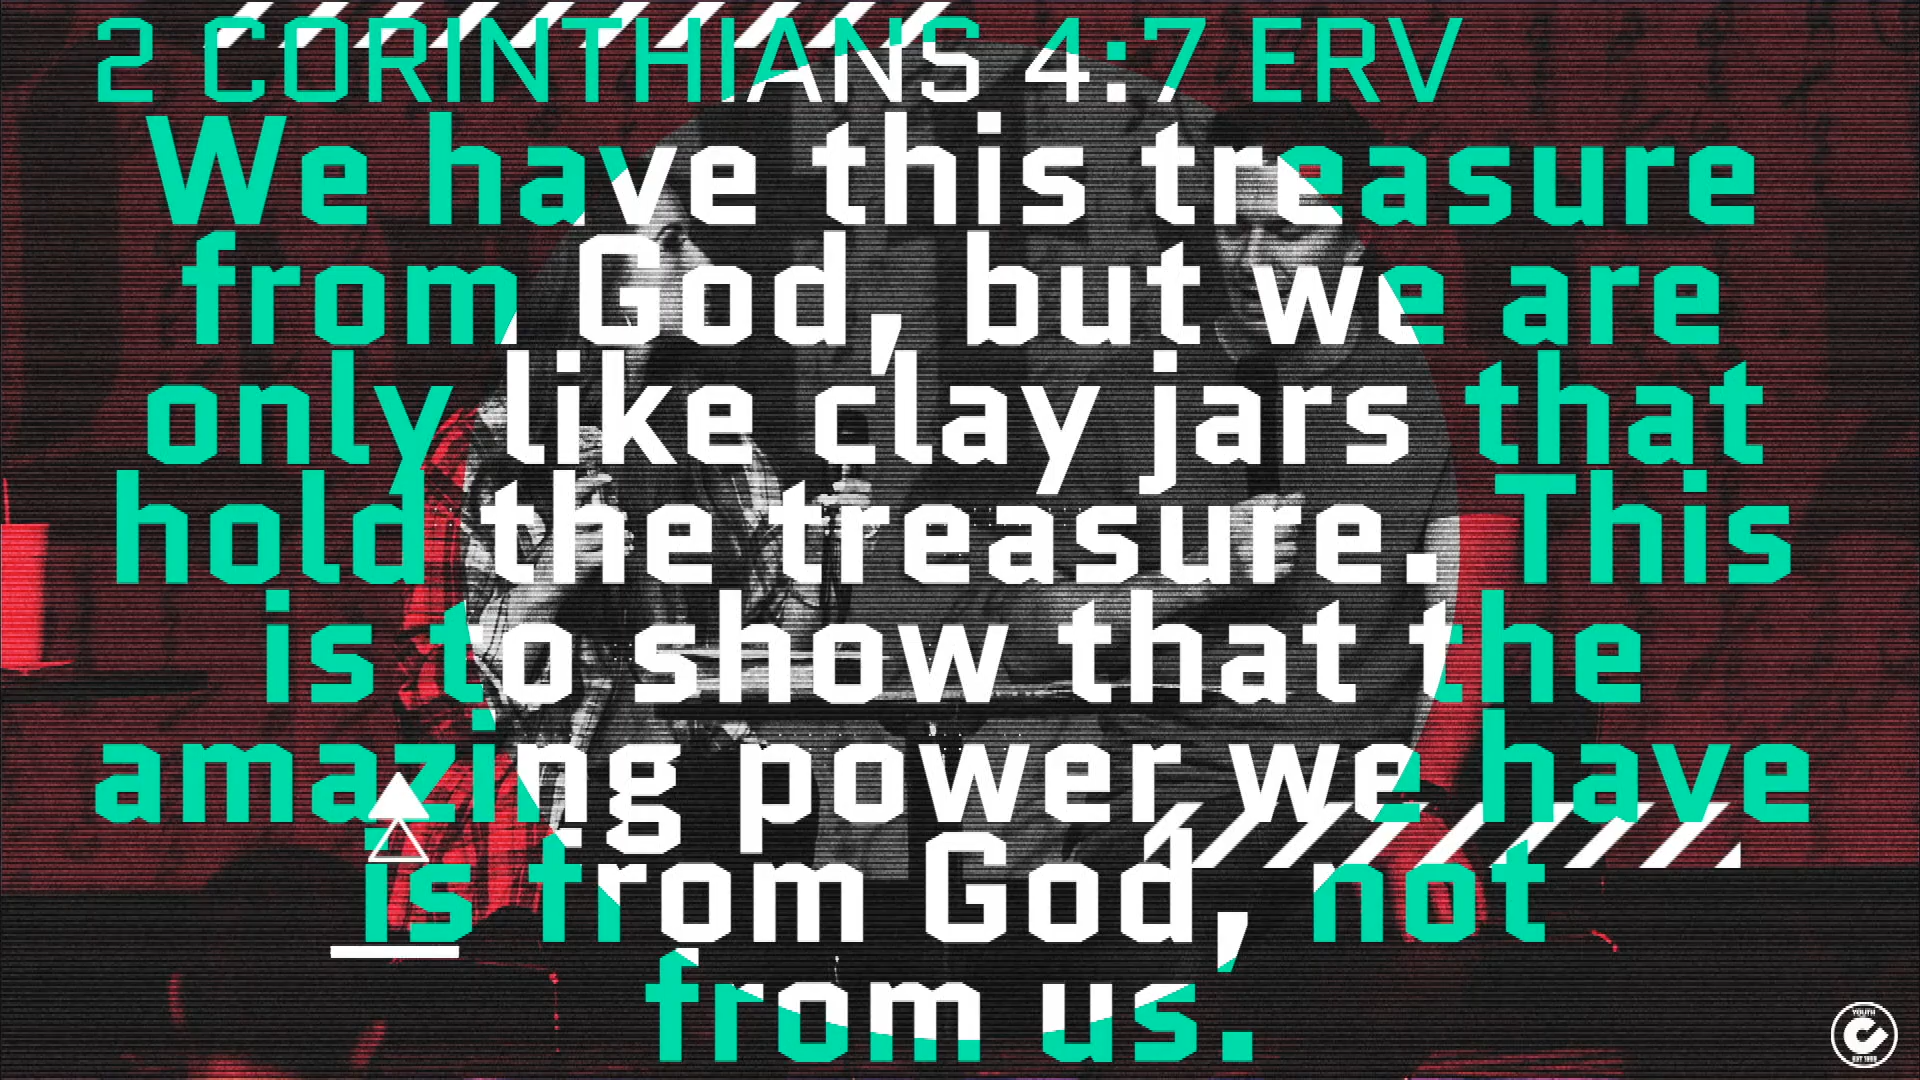 2 CORINTHIANS 4:7 ERV
We have this treasure
from God, but we are
only like clay jars that
hold the treasure. This
is to show that the
amazing power we have
is from God, not
from us.
YOUTH